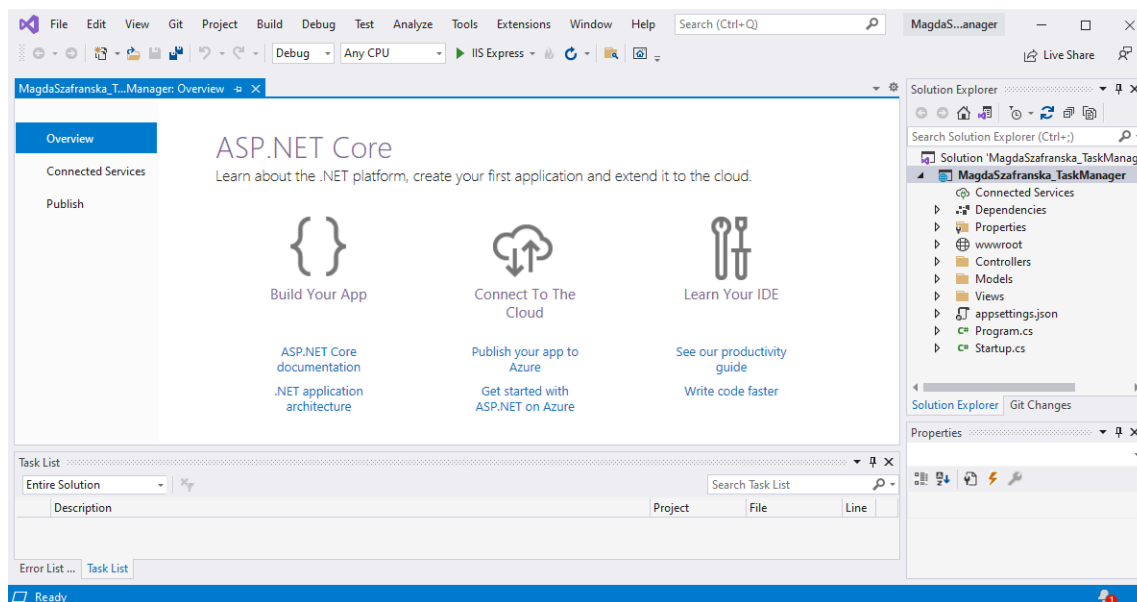 File Edit View Git Project Build Debug Test Analyze Tools Extensions Window Help Search (Ctrl+Q) MagdaS...anager
Debug Any CPU IIS Express Live Share
MagdaSzafranska_T...Manager: Overview
Overview
Connected Services
Publish
ASP.NET Core
Learn about the .NET platform, create your first application and extend it to the cloud.
Build Your App
ASP.NET Core
documentation
.NET application
architecture
Connect To The
Cloud
Publish your app to
Azure
Get started with
ASP.NET on Azure
Learn Your IDE
See our productivity
guide
Write code faster
Solution Explorer
Search Solution Explorer (Ctrl+;)
Solution 'MagdaSzafranska_TaskManag
MagdaSzafranska_TaskManager
Connected Services
Dependencies
Properties
wwwroot
Controllers
Models
Views
appsettings.json
C# Program.cs
C# Startup.cs
Solution Explorer Git Changes
Properties
Task List
Entire Solution Search Task List
Description Project File Line
Error List ... Task List
Ready 1